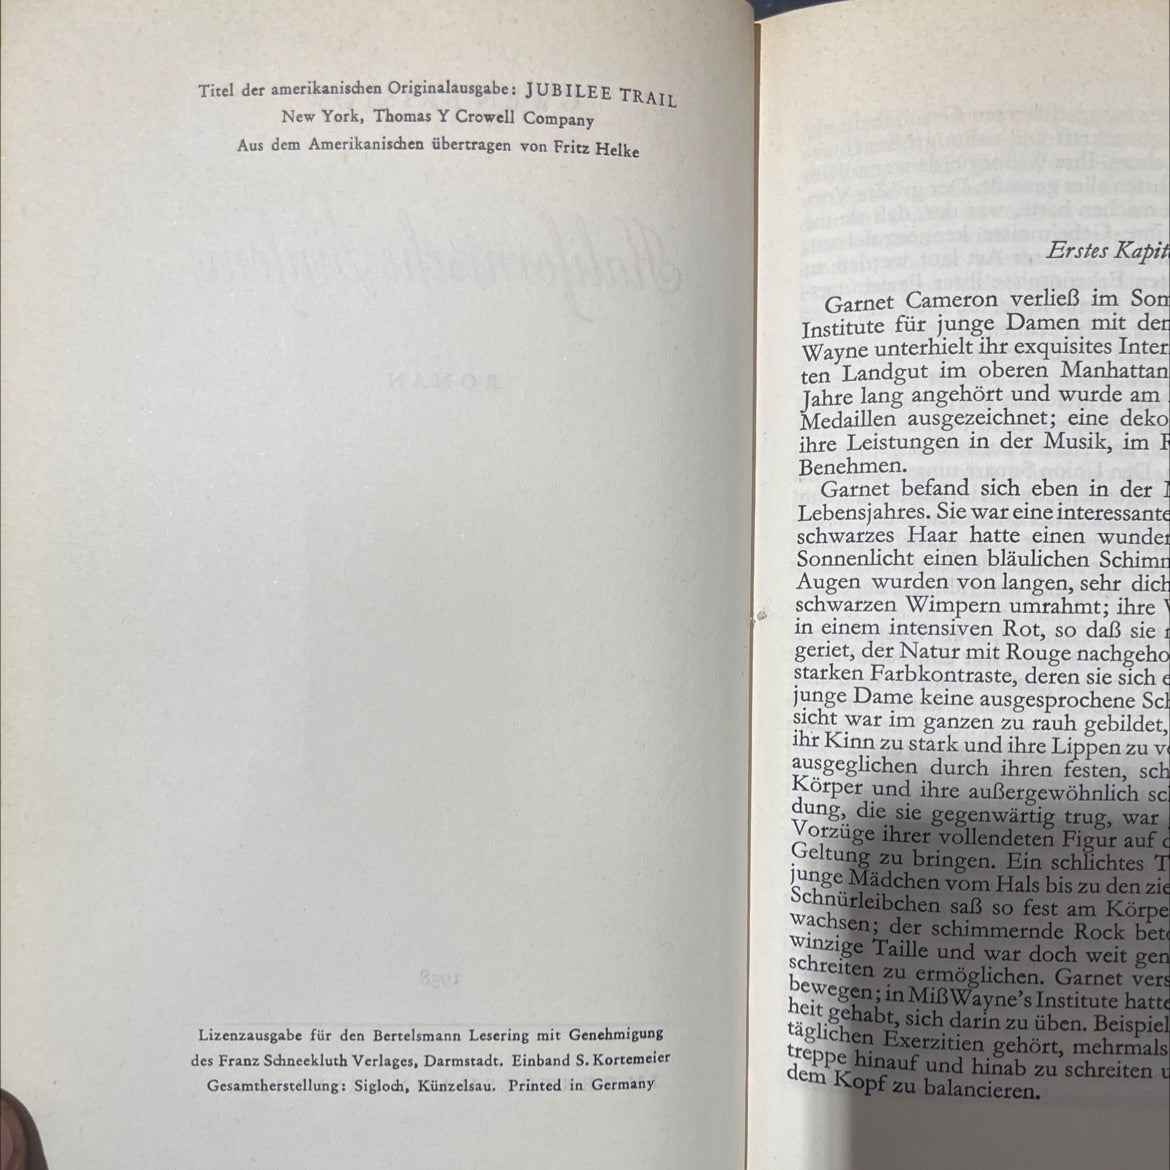 Titel der amerikanischen Originalausgabe: JUBILEE TRAIL
New York, Thomas Y Crowell Company
Aus dem Amerikanischen übertragen von Fritz Helke
ROMAN
1958
Lizenzausgabe für den Bertelsmann Lesering mit Genehmigung
des Franz Schneekluth Verlages, Darmstadt. Einband S. Kortemeier
Gesamtherstellung: Sigloch, Künzelsau. Printed in Germany
Erstes Kapit
Garnet Cameron verließ im Som
Institute für junge Damen mit den
Wayne unterhielt ihr exquisites Inter
ten Landgut im oberen Manhattan
Jahre lang angehört und wurde am
Medaillen ausgezeichnet; eine deko
ihre Leistungen in der Musik, im F
Benehmen.
Garnet befand sich eben in der
Lebensjahres. Sie war eine interessante
schwarzes Haar hatte einen wunder
Sonnenlicht einen bläulichen Schimm
Augen wurden von langen, sehr dich
schwarzen Wimpern umrahmt; ihre
in einem intensiven Rot, so daß sie
geriet, der Natur mit Rouge nachgeho
starken Farbkontraste, deren sie sich e
junge Dame keine ausgesprochene Sch
sicht war im ganzen zu rauh gebildet,
ihr Kinn zu stark und ihre Lippen zu vo
ausgeglichen durch ihren festen, sch
Körper und ihre außergewöhnlich sch
dung, die sie gegenwärtig trug, war
Vorzüge ihrer vollendeten Figur auf d
Geltung zu bringen. Ein schlichtes T
junge Mädchen vom Hals bis zu den zie
Schnürleibchen saß so fest am Körpe
wachsen; der schimmernde Rock beto
winzige Taille und war doch weit gen
schreiten zu ermöglichen. Garnet vers
bewegen; in Miß Wayne's Institute hatte
heit gehabt, sich darin zu üben. Beispiel
täglichen Exerzitien gehört, mehrmals
treppe hinauf und hinab zu schreiten u
dem Kopf zu balancieren.